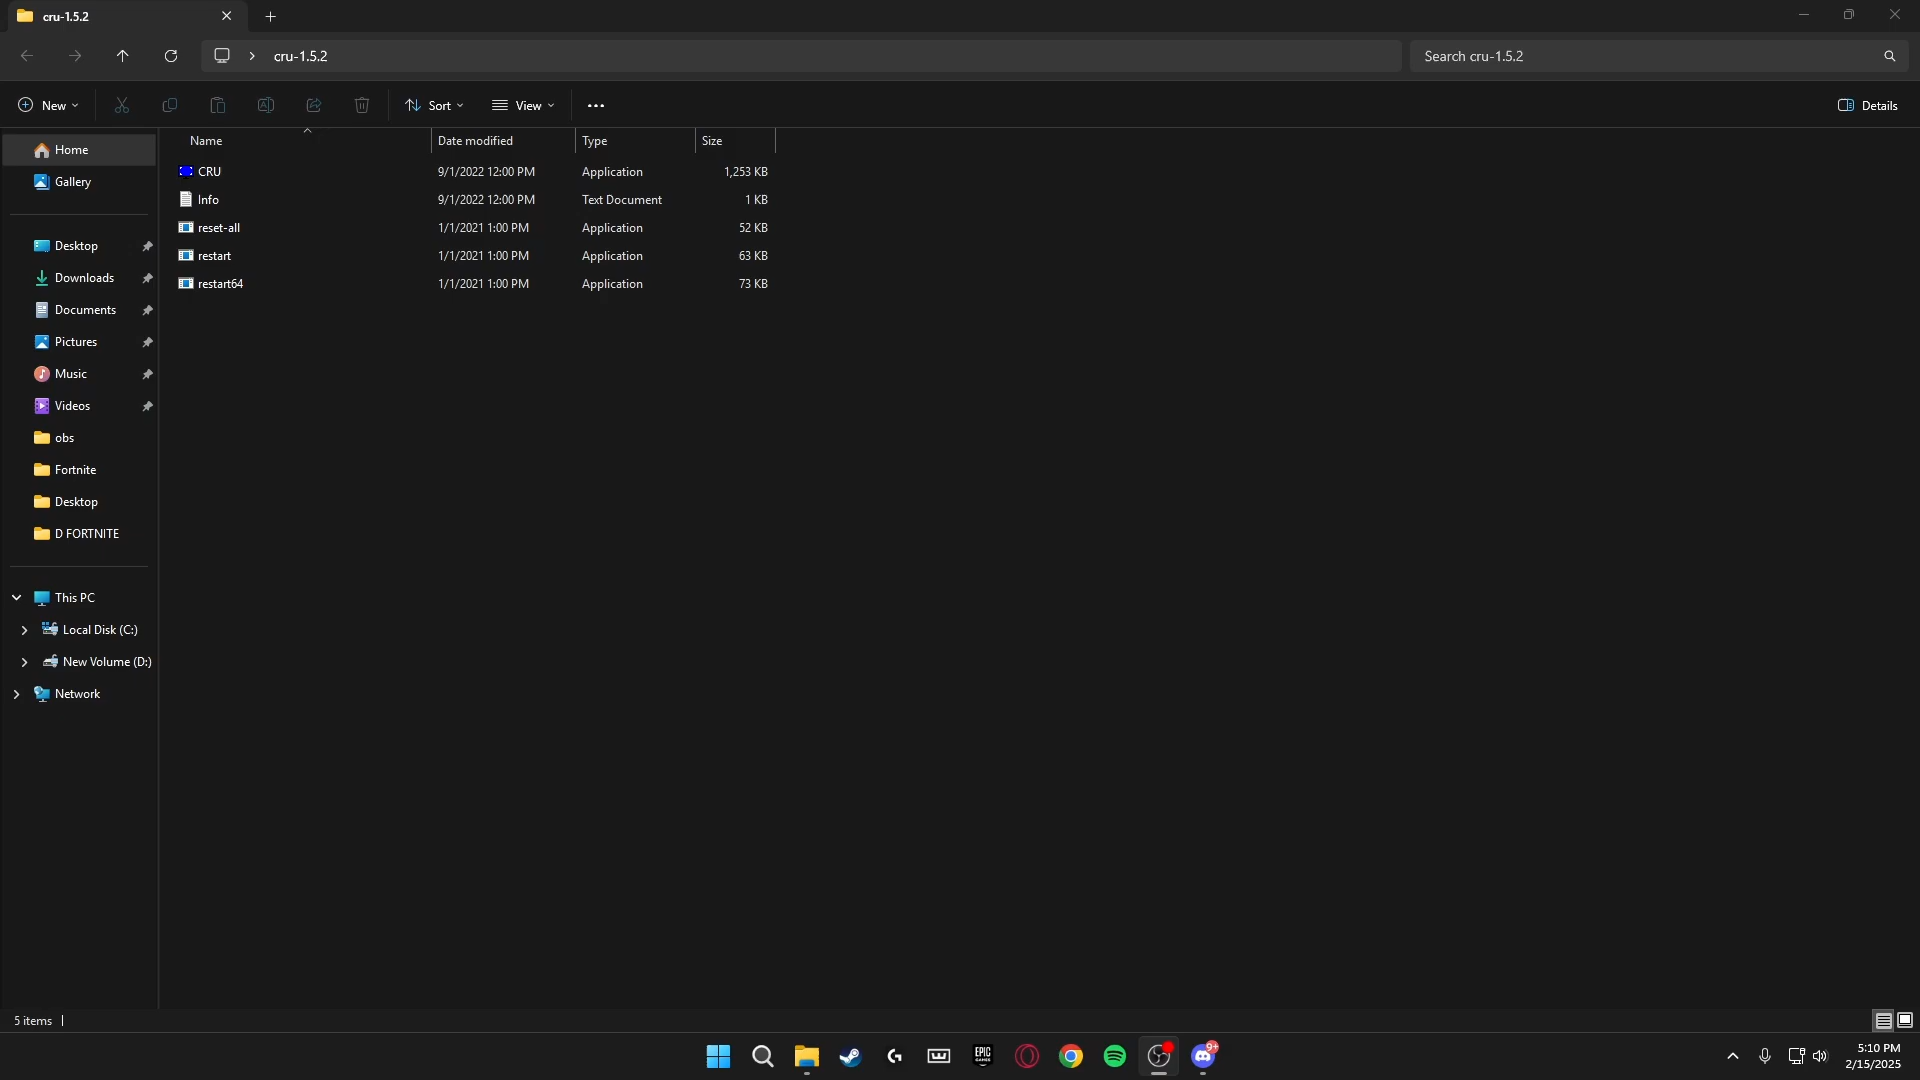 cru-1.5.2
cru-1.5.2
Search cru-1.5.2
New
Sort
View
Details
Name
Date modified
Type
Size
CRU
9/1/2022 12:00 PM
Application
1,253 KB
Info
9/1/2022 12:00 PM
Text Document
1 KB
reset-all
1/1/2021 1:00 PM
Application
52 KB
restart
1/1/2021 1:00 PM
Application
63 KB
restart64
1/1/2021 1:00 PM
Application
73 KB
Home
Gallery
Desktop
Downloads
Documents
Pictures
Music
Videos
obs
Fortnite
Desktop
D FORTNITE
This PC
Local Disk (C:)
New Volume (D:)
Network
5 items
EPIC
GAMES
9+
5:10 PM
2/15/2025